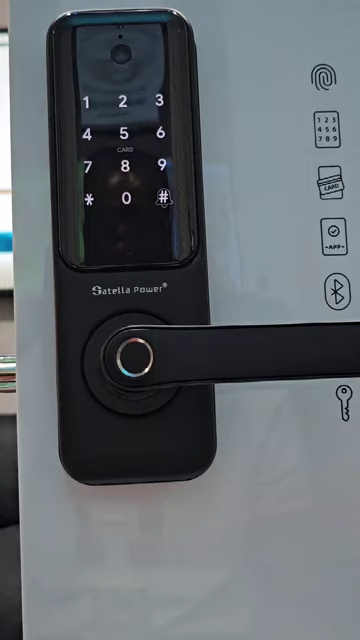 1 2 3
4 5 6
CARD
7 8 9
* 0 #
Satella Power®
1 2 3
4 5 6
7 8 9
CARD
-APP-